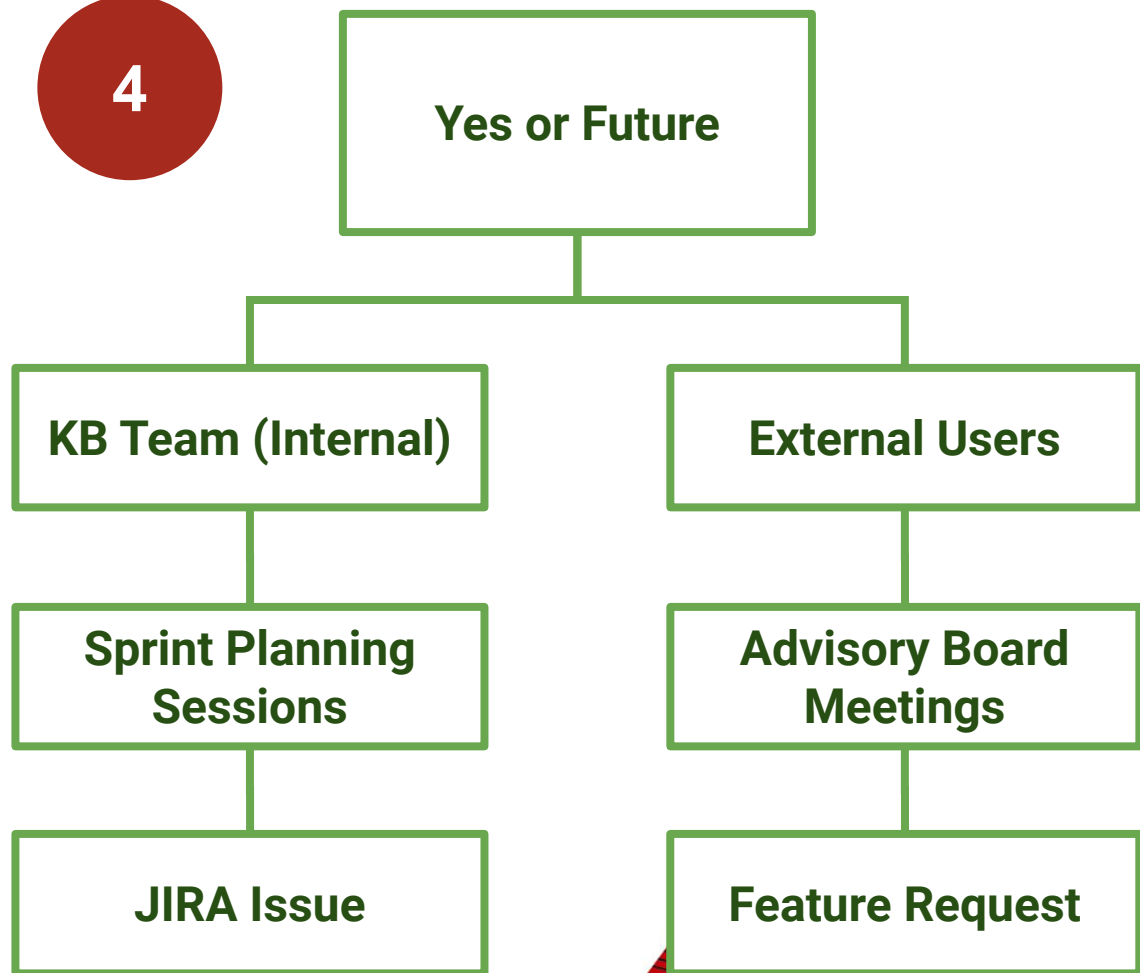 4
Yes or Future
KB Team (Internal)
External Users
Sprint Planning
Sessions
Advisory Board
Meetings
JIRA Issue
Feature Request